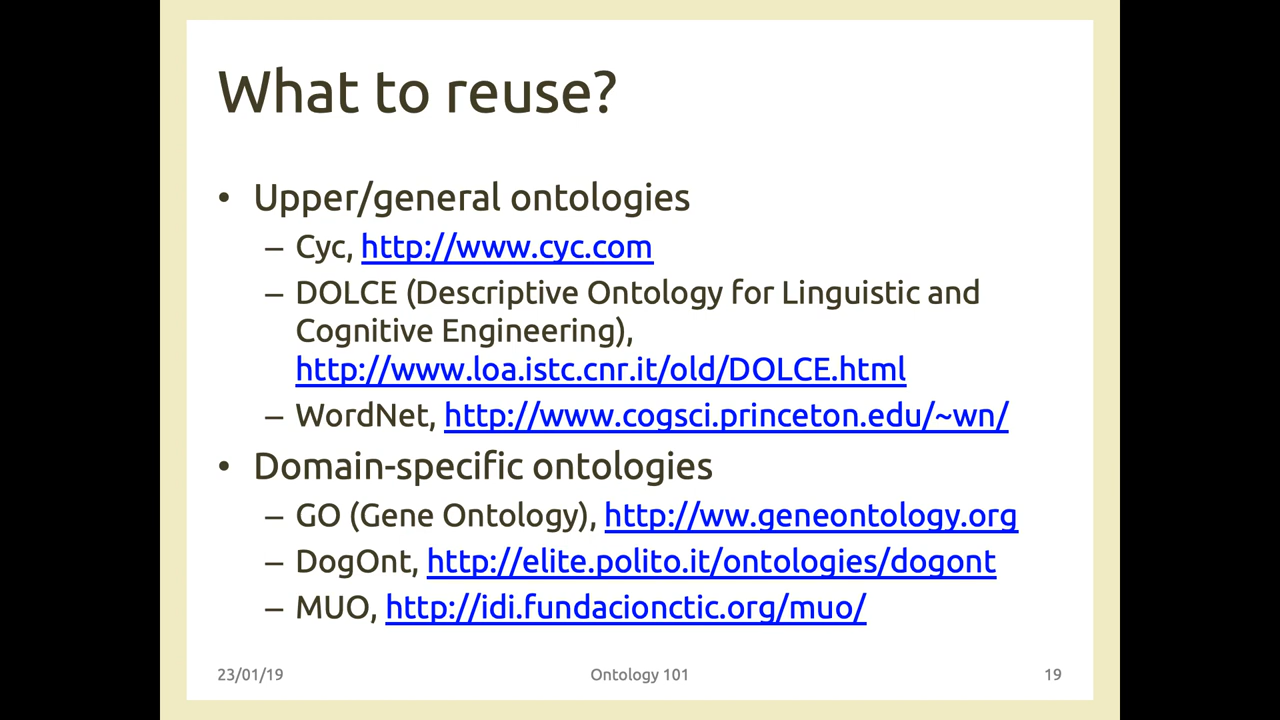 What to reuse?
• Upper/general ontologies
– Cyc, http://www.cyc.com
– DOLCE (Descriptive Ontology for Linguistic and
Cognitive Engineering),
http://www.loa.istc.cnr.it/old/DOLCE.html
– WordNet, http://www.cogsci.princeton.edu/~wn/
• Domain-specific ontologies
– GO (Gene Ontology), http://ww.geneontology.org
– DogOnt, http://elite.polito.it/ontologies/dogont
– MUO, http://idi.fundacionctic.org/muo/
23/01/19 Ontology 101 19